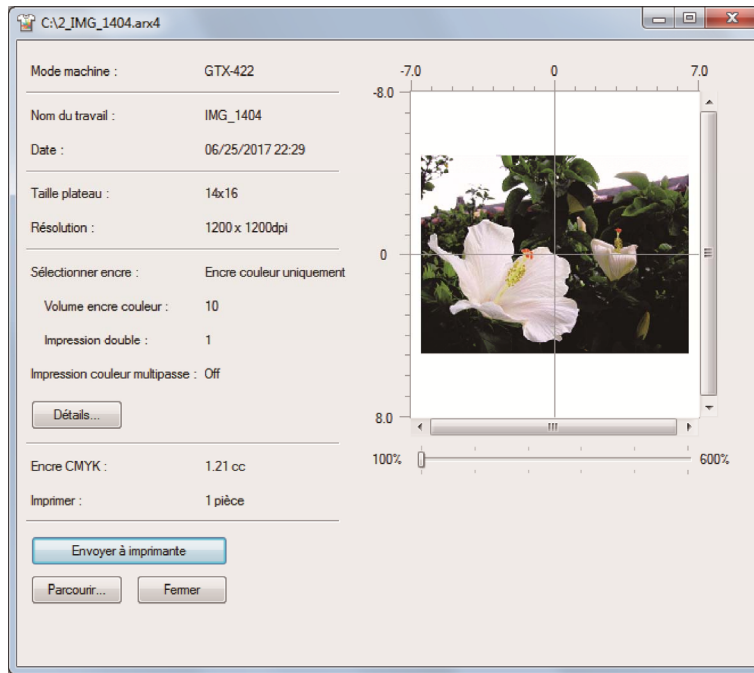 C:\2_IMG_1404.arx4
Mode machine : GTX-422
Nom du travail : IMG_1404
Date : 06/25/2017 22:29
Taille plateau : 14x16
Résolution : 1200 x 1200dpi
Sélectionner encre : Encre couleur uniquement
Volume encre couleur : 10
Impression double : 1
Impression couleur multipasse : Off
Détails...
Encre CMYK : 1.21 cc
Imprimer : 1 pièce
Envoyer à imprimante
Parcourir... Fermer
-7.0 0 7.0
-8.0
0
8.0
100% 600%